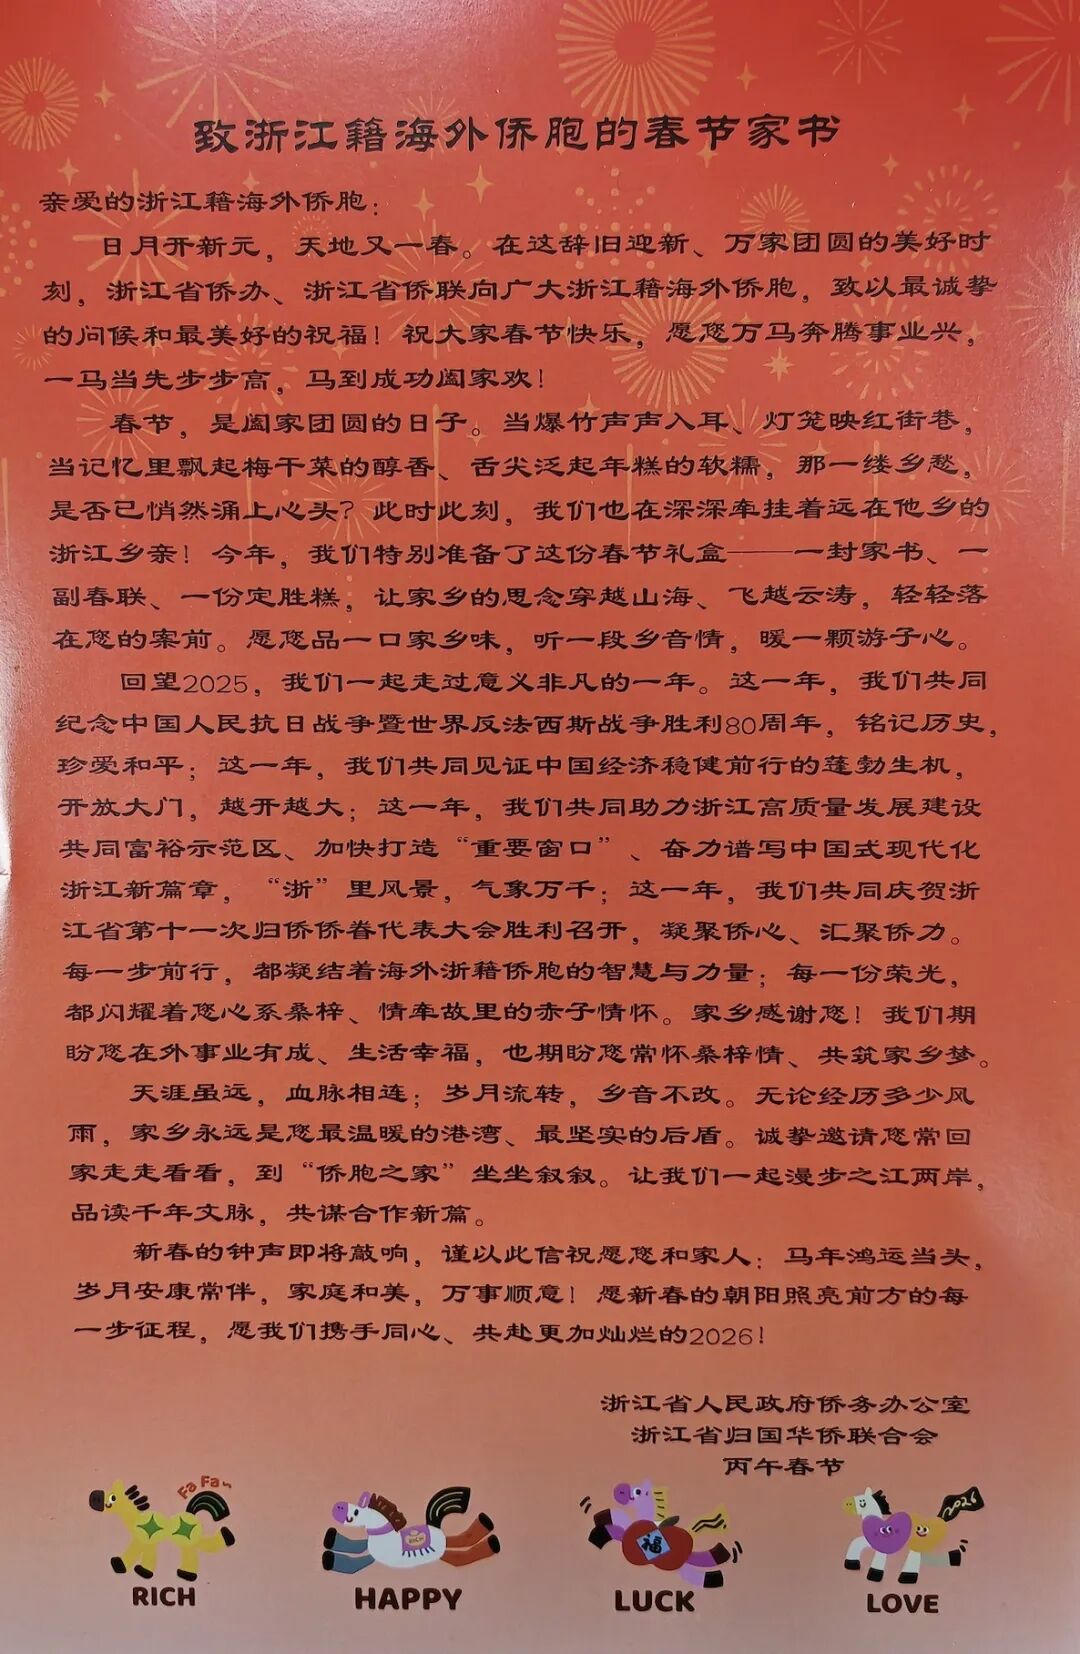 致浙江籍海外侨胞的春节家书
亲爱的浙江籍海外侨胞：
日月开新元，天地又一春。在这辞旧迎新、万家团圆的美好时
刻，浙江省侨办、浙江省侨联向广大浙江籍海外侨胞，致以最诚挚
的问候和最美好的祝福！祝大家春节快乐，愿您万马奔腾事业兴，
一马当先步步高，马到成功阖家欢！
春节，是阖家团圆的日子。当爆竹声声入耳、灯笼映红街巷，
当记忆里飘起梅干菜的醇香、舌尖泛起年糕的软糯，那一缕乡愁，
是否已悄然涌上心头？此时此刻，我们也在深深牵挂着远在他乡的
浙江乡亲！今年，我们特别准备了这份春节礼盒——一封家书、一
副春联、一份定胜糕，让家乡的思念穿越山海、飞越云涛，轻轻落
在您的案前。愿您品一口家乡味，听一段乡音情，暖一颗游子心。
回望2025，我们一起走过意义非凡的一年。这一年，我们共同
纪念中国人民抗日战争暨世界反法西斯战争胜利80周年，铭记历史，
珍爱和平；这一年，我们共同见证中国经济稳健前行的蓬勃生机，
开放大门，越开越大；这一年，我们共同助力浙江高质量发展建设
共同富裕示范区、加快打造“重要窗口”、奋力谱写中国式现代化
浙江新篇章，“浙”里风景，气象万千；这一年，我们共同庆贺浙
江省第十一次归侨侨眷代表大会胜利召开，凝聚侨心、汇聚侨力。
每一步前行，都凝结着海外浙籍侨胞的智慧与力量；每一份荣光，
都闪耀着您心系桑梓、情牵故里的赤子情怀。家乡感谢您！我们期
盼您在外事业有成、生活幸福，也期盼您常怀桑梓情、共筑家乡梦。
天涯虽远，血脉相连；岁月流转，乡音不改。无论经历多少风
雨，家乡永远是您最温暖的港湾、最坚实的后盾。诚挚邀请您常回
家走走看看，到“侨胞之家”坐坐叙叙。让我们一起漫步之江两岸，
品读千年文脉，共谋合作新篇。
新春的钟声即将敲响，谨以此信祝愿您和家人：马年鸿运当头，
岁月安康常伴，家庭和美，万事顺意！愿新春的朝阳照亮前方的每
一步征程，愿我们携手同心、共赴更加灿烂的2026！
浙江省人民政府侨务办公室
浙江省归国华侨联合会
丙午春节
Fa Fa~
福
2026
RICH
HAPPY
LUCK
LOVE